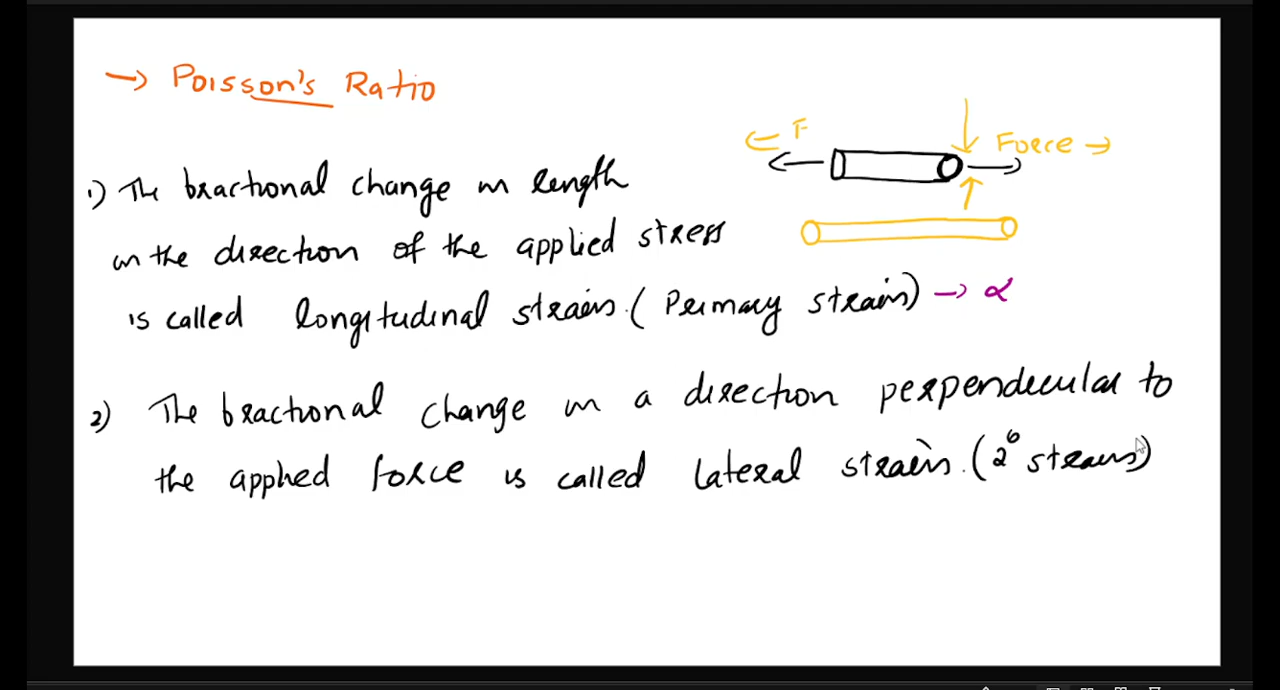 → Poisson's Ratio
← F
Force →
1) The fractional change in length
in the direction of the applied stress
is called longitudinal strain. (Primary strain) → α
2) The fractional change in a direction perpendicular to
the applied force is called lateral strain. (2° strain)